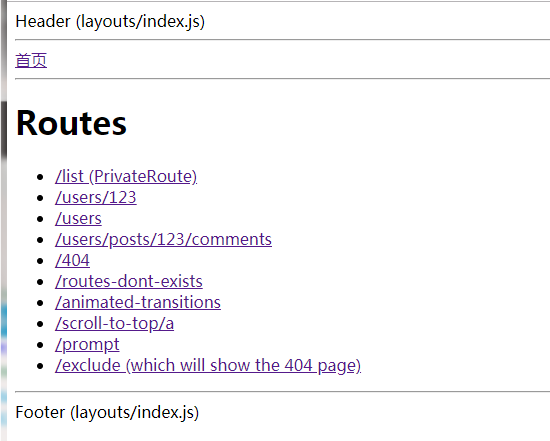 Header (layouts/index.js)
首页
Routes
/list (PrivateRoute)
/users/123
/users
/users/posts/123/comments
/404
/routes-dont-exists
/animated-transitions
/scroll-to-top/a
/prompt
/exclude (which will show the 404 page)
Footer (layouts/index.js)